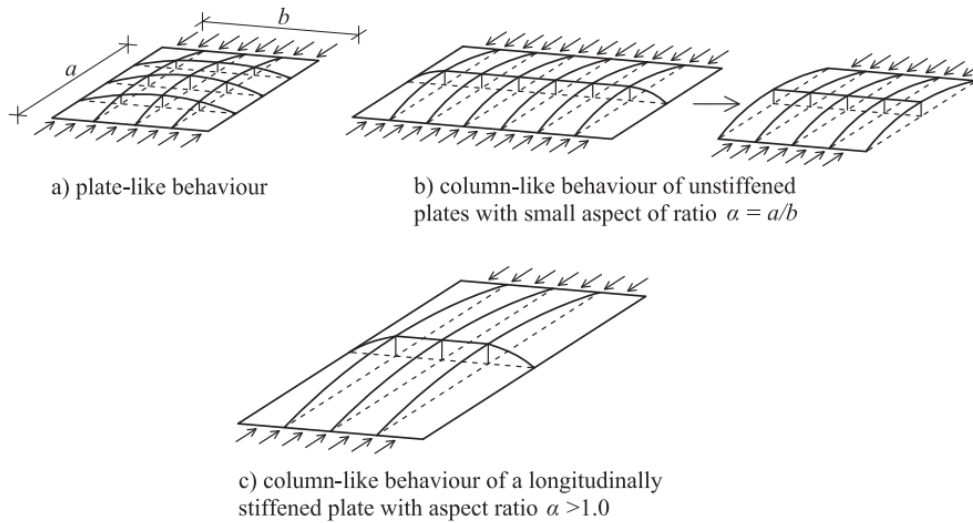 a
b
a) plate-like behaviour
b) column-like behaviour of unstiffened
plates with small aspect of ratio α = a/b
c) column-like behaviour of a longitudinally
stiffened plate with aspect ratio α >1.0